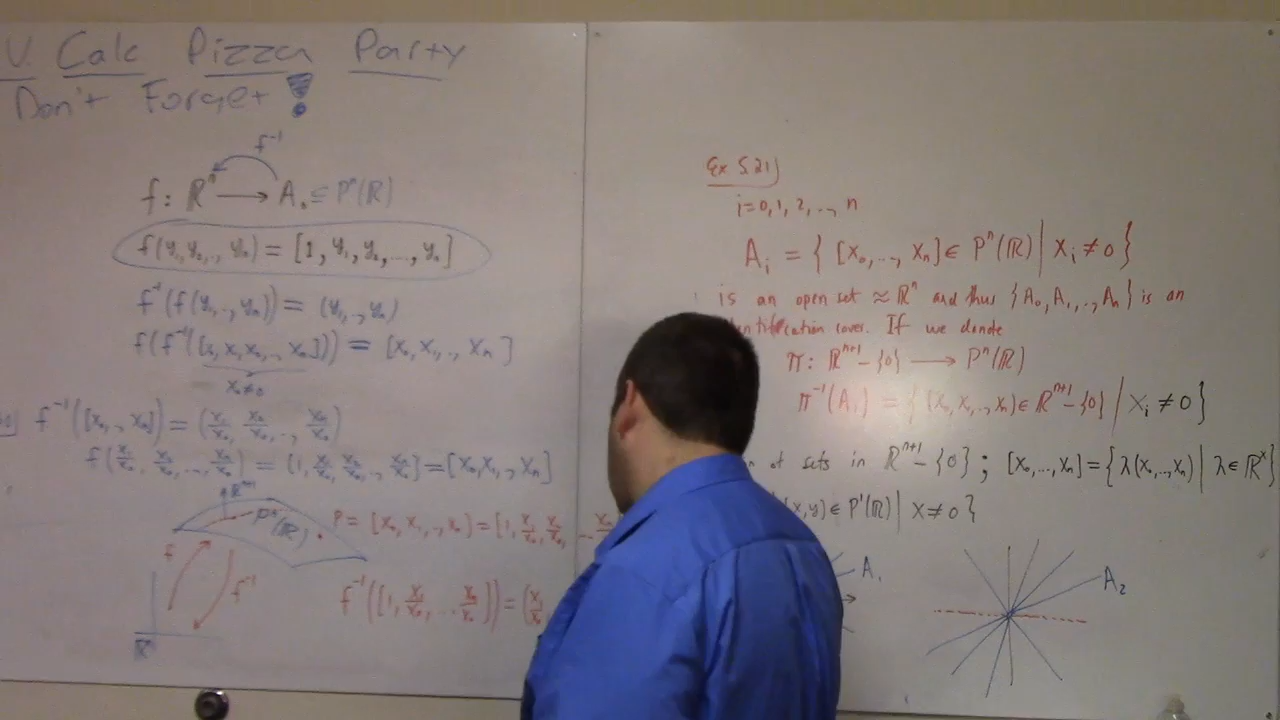 V. Calc Pizza Party
Don't Forget!
f⁻¹
f: Rⁿ → A₀ ⊆ Pⁿ(R)
f(y₁, y₂, .., yₙ) = [1, y₁, y₂, ..., yₙ]
f⁻¹(f(y₁, .., yₙ)) = (y₁, .., yₙ)
f(f⁻¹([x₀, x₁, x₂, .., xₙ])) = [x₀, x₁, .., xₙ]
x₀ ≠ 0
f⁻¹([x₀, .., xₙ]) = (x₁/x₀, x₂/x₀, .., xₙ/x₀)
f(x₁/x₀, x₂/x₀, ..., xₙ/x₀) = [1, x₁/x₀, x₂/x₀, .., xₙ/x₀] = [x₀, x₁, .., xₙ]
Rⁿ⁺¹
Pⁿ(R)
P = [x₀, x₁, .., xₙ] = [1, x₁/x₀, x₂/x₀, ... xₙ
f
f⁻¹
f⁻¹([1, x₁/x₀, ..., xₙ/x₀]) = (x₁/x₀
Rⁿ
Ex 5.21)
i = 0, 1, 2, .., n
Aᵢ = { [x₀, .., xₙ] ∈ Pⁿ(R) | xᵢ ≠ 0 }
is an open set ≈ Rⁿ and thus {A₀, A₁, .., Aₙ} is an
ntification cover. If we denote
π: Rⁿ⁺¹ - {0} → Pⁿ(R)
π⁻¹(Aᵢ) = { (x₀, x₁, .., xₙ) ∈ Rⁿ⁺¹ - {0} | xᵢ ≠ 0 }
n sets in Rⁿ⁺¹ - {0} ; [x₀, ..., xₙ] = { λ(x₀, .., xₙ) | λ ∈ Rˣ }
(x, y) ∈ P¹(R) | x ≠ 0 }
A₁
A₂